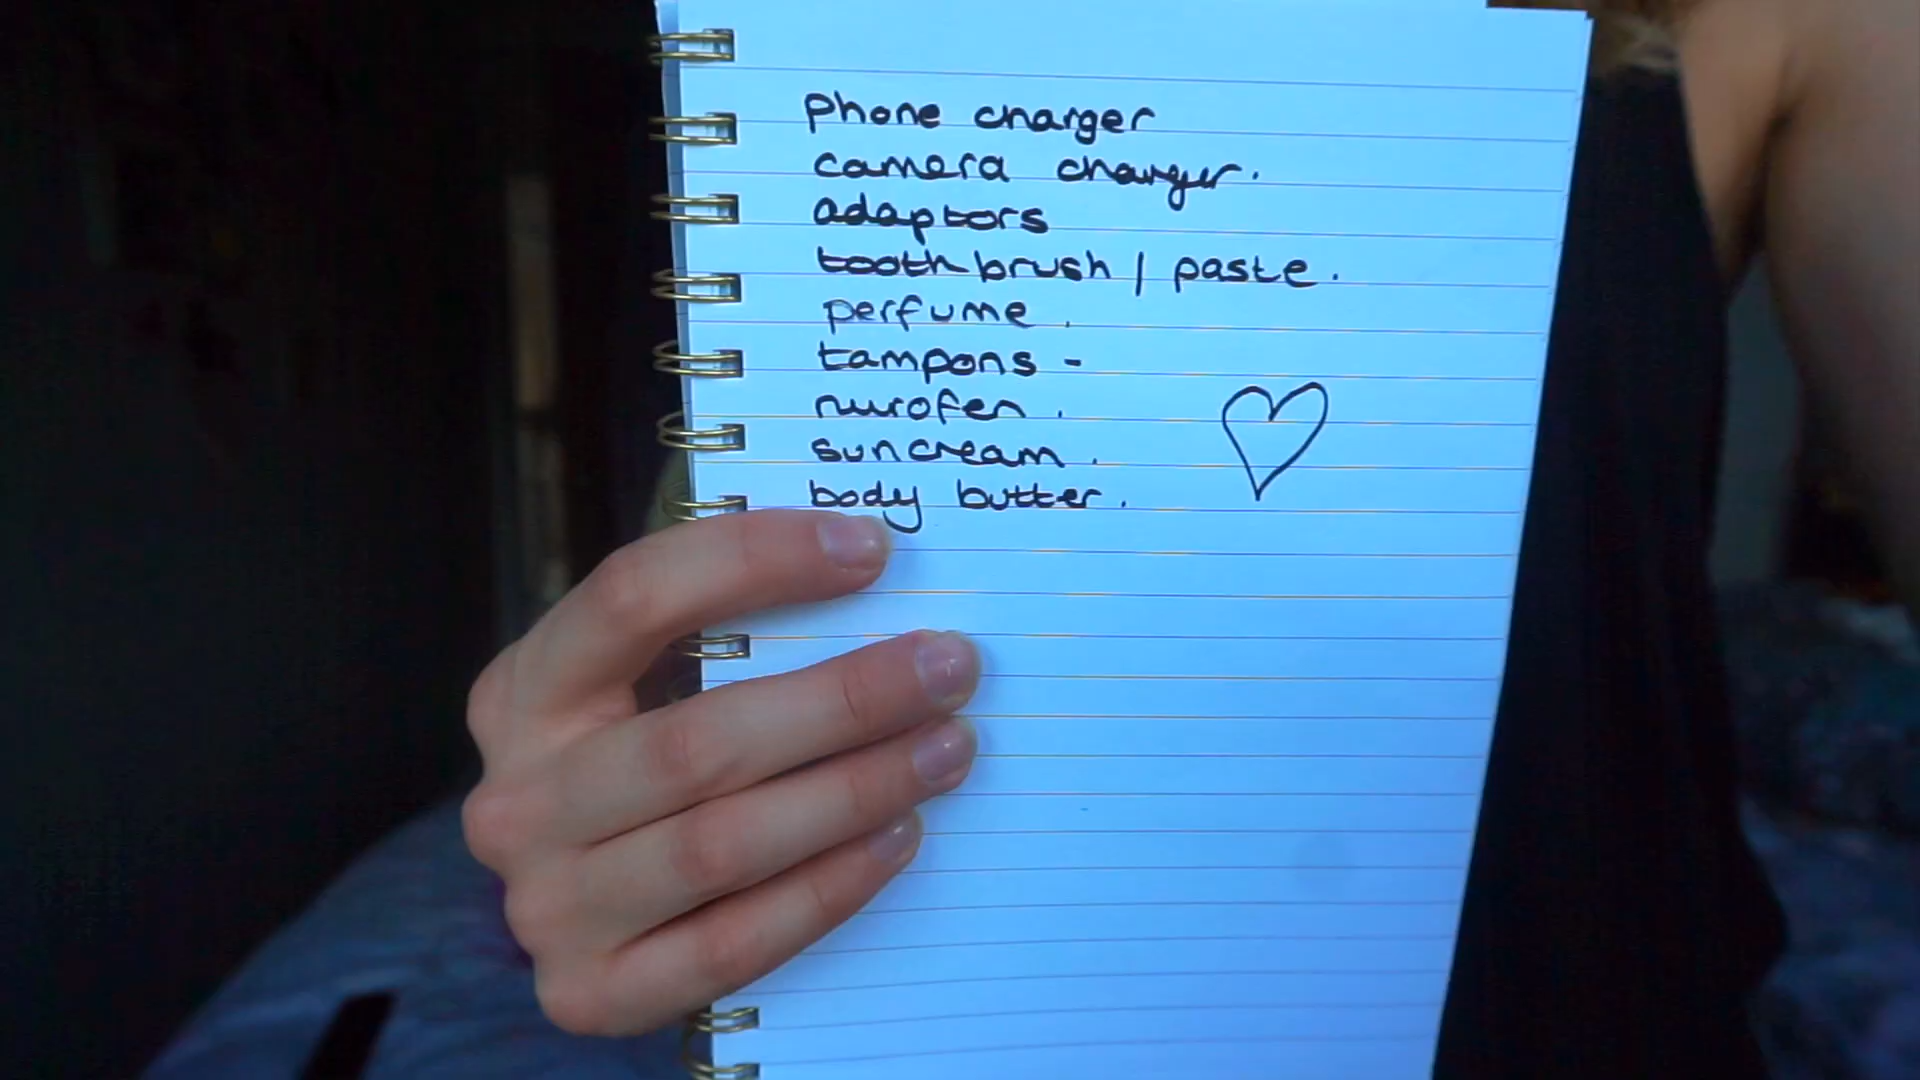 phone charger
camera charger.
adaptors
toothbrush / paste.
perfume.
tampons -
nurofen.
suncream.
body butter.